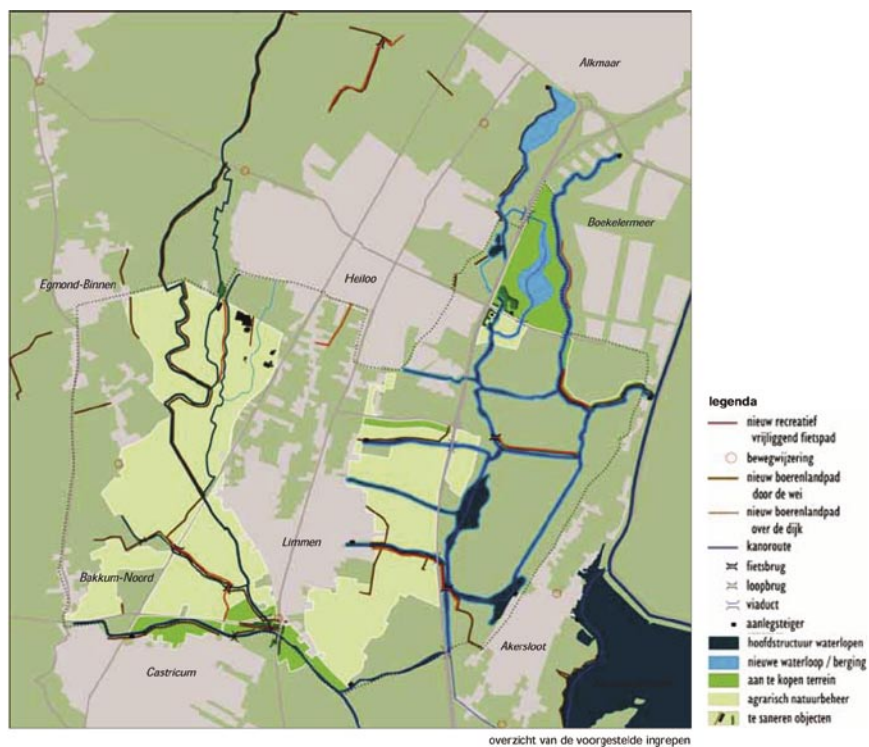 Alkmaar
Boekelermeer
Egmond-Binnen
Heiloo
Limmen
Bakkum-Noord
Akersloot
Castricum
legenda
nieuw recreatief
vrijliggend fietspad
bewegwijzering
nieuw boerenlandpad
door de wei
nieuw boerenlandpad
over de dijk
kanoroute
fietsbrug
loopbrug
viaduct
aanlegsteiger
hoofdstructuur waterlopen
nieuwe waterloop / berging
aan te kopen terrein
agrarisch natuurbeheer
te saneren objecten
overzicht van de voorgestelde ingrepen